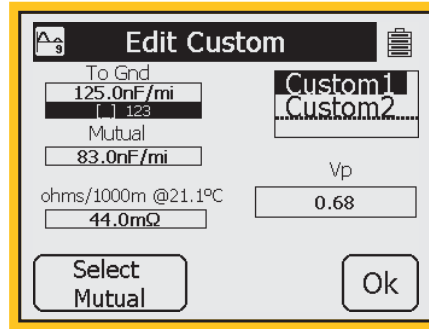 9
Edit Custom
To Gnd
125.0nF/mi
[ ] 123
Mutual
83.0nF/mi
ohms/1000m @21.1ºC
44.0mΩ
Custom1
Custom2
Vp
0.68
Select
Mutual
Ok